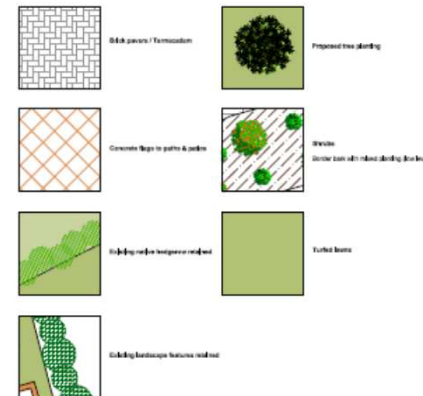 Brick pavers / Tarmacadam
Proposed tree planting
Concrete flags to paths & patios
Shrubs
Border bark with mixed planting
Existing native hedgerow retained
Turfed lawns
Existing landscape features retained